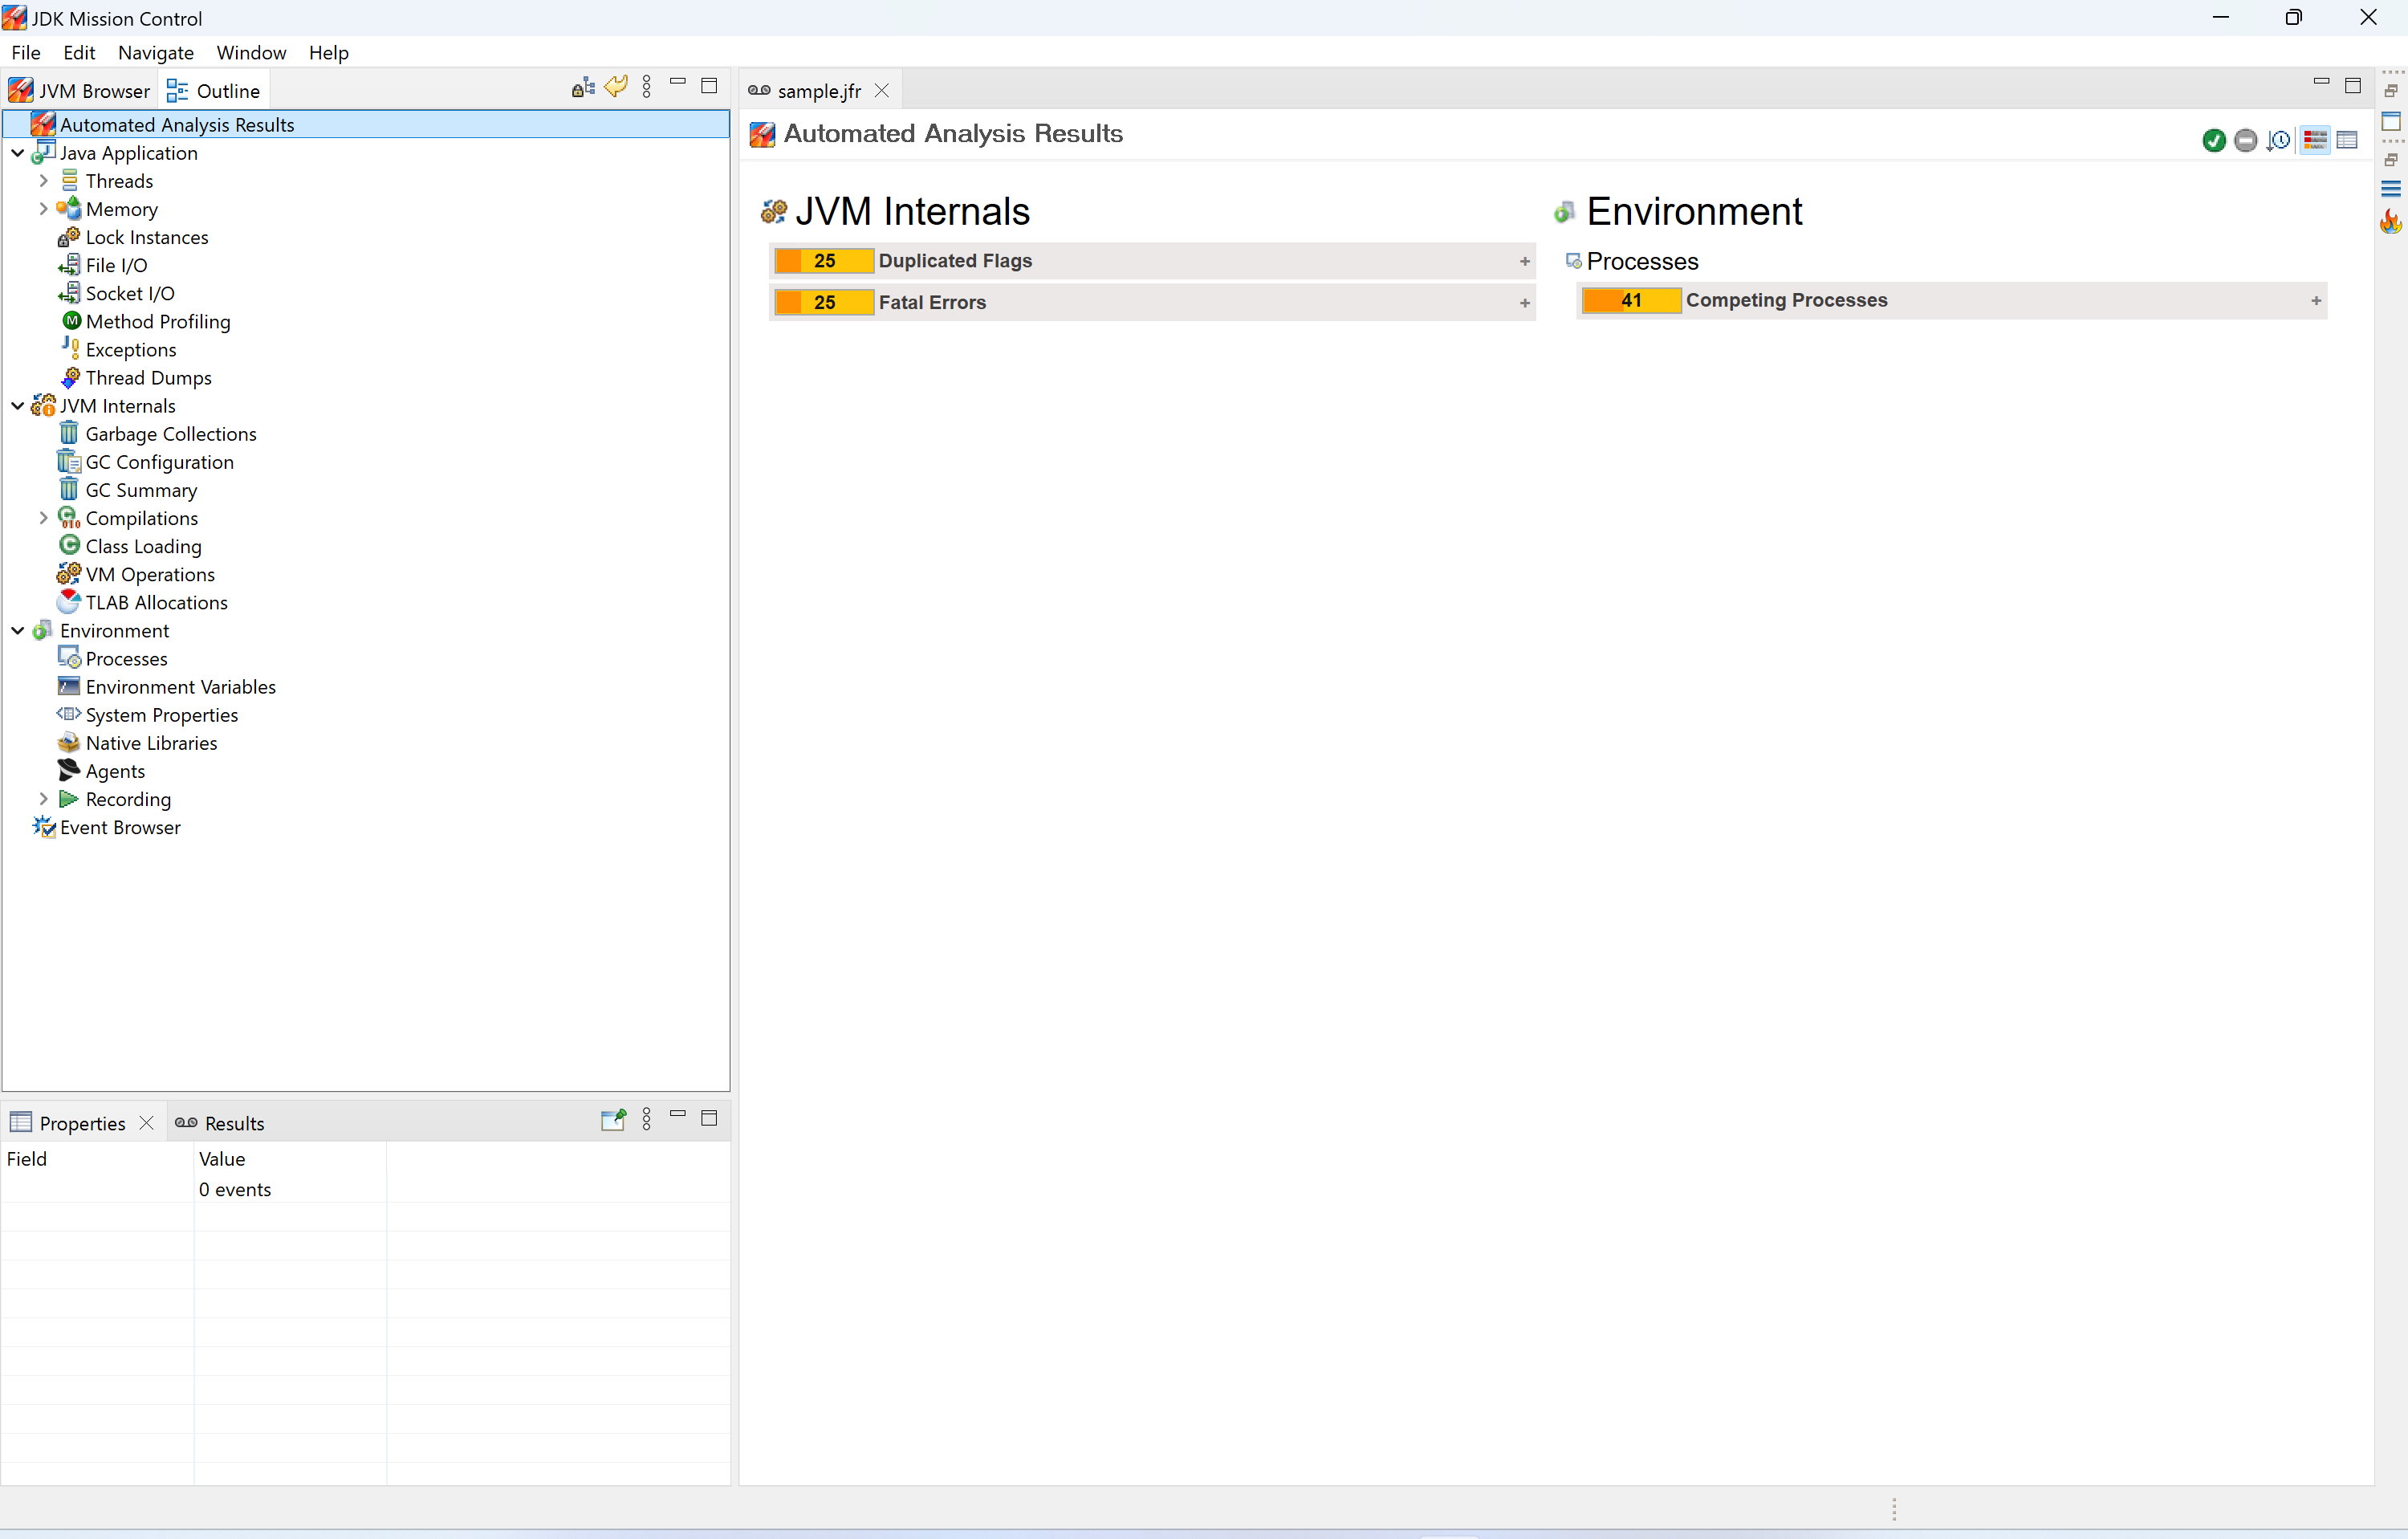 JDK Mission Control
File Edit Navigate Window Help
JVM Browser Outline
Automated Analysis Results
Java Application
Threads
Memory
Lock Instances
File I/O
Socket I/O
Method Profiling
Exceptions
Thread Dumps
JVM Internals
Garbage Collections
GC Configuration
GC Summary
Compilations
Class Loading
VM Operations
TLAB Allocations
Environment
Processes
Environment Variables
System Properties
Native Libraries
Agents
Recording
Event Browser
Properties Results
Field Value
0 events
sample.jfr
Automated Analysis Results
JVM Internals
25 Duplicated Flags +
25 Fatal Errors +
Environment
Processes
41 Competing Processes +